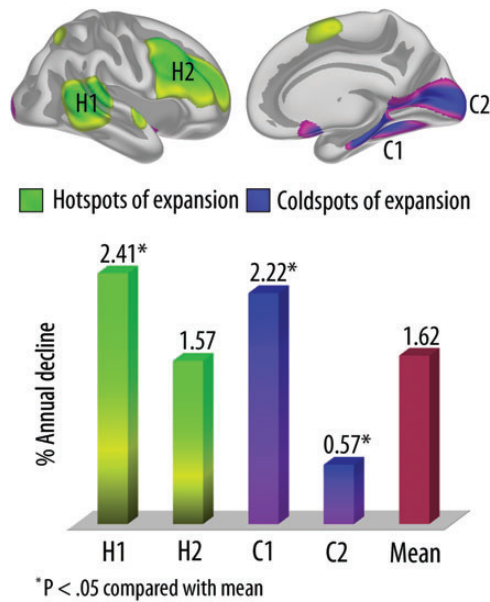 H2
H1
C2
C1
Hotspots of expansion Coldspots of expansion
2.41*
2.22*
1.57
1.62
0.57*
% Annual decline
H1 H2 C1 C2 Mean
*P < .05 compared with mean